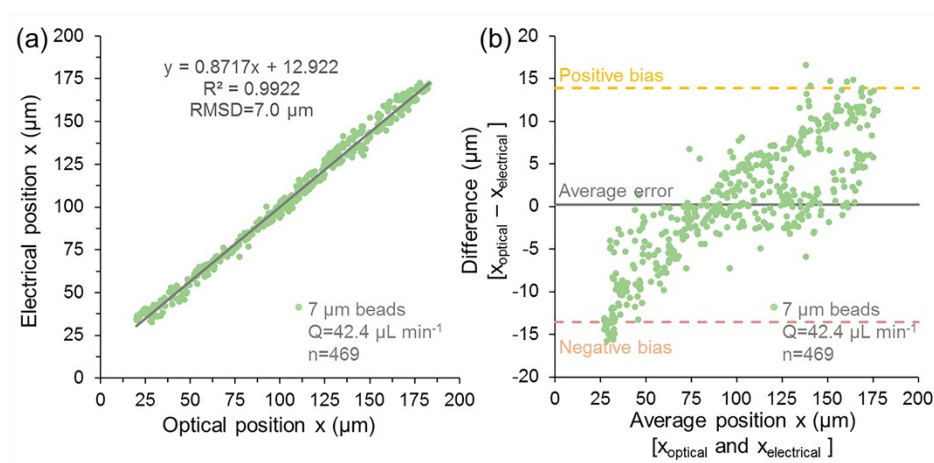 (a)
200
175
150
125
100
75
50
25
0
Electrical position x (µm)
y = 0.8717x + 12.922
R² = 0.9922
RMSD=7.0 µm
7 µm beads
Q=42.4 µL min⁻¹
n=469
0 25 50 75 100 125 150 175 200
Optical position x (µm)
(b)
20
15
10
5
0
-5
-10
-15
-20
Difference (µm)
[xoptical – xelectrical]
Positive bias
Average error
Negative bias
7 µm beads
Q=42.4 µL min⁻¹
n=469
0 25 50 75 100 125 150 175 200
Average position x (µm)
[xoptical and xelectrical ]